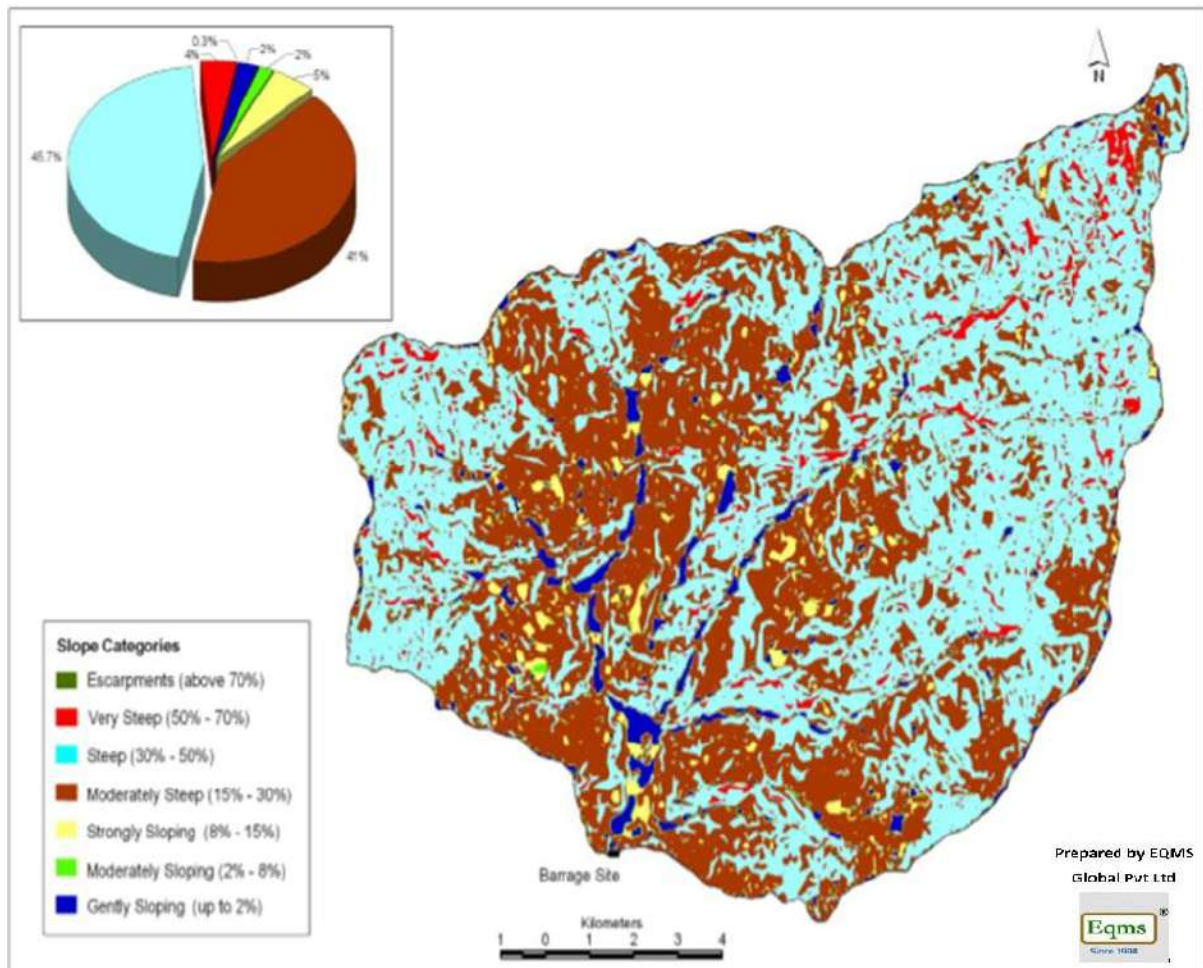 0.3%
4%
2%
2%
5%
45.7%
41%
N
Slope Categories
Escarpments (above 70%)
Very Steep (50% - 70%)
Steep (30% - 50%)
Moderately Steep (15% - 30%)
Strongly Sloping (8% - 15%)
Moderately Sloping (2% - 8%)
Gently Sloping (up to 2%)
Barrage Site
Kilometers
1 0 1 2 3 4
Prepared by EQMS
Global Pvt Ltd
Eqms ®
Since 1998